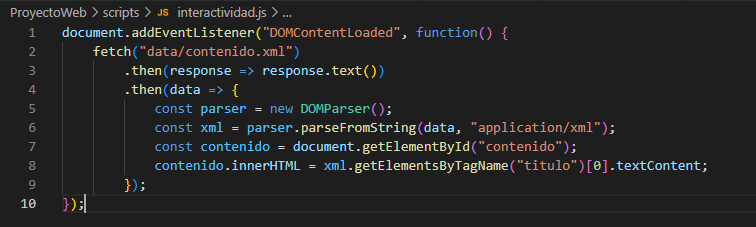 ProyectoWeb > scripts > JS interactividad.js > ...
1 document.addEventListener("DOMContentLoaded", function() {
2     fetch("data/contenido.xml")
3         .then(response => response.text())
4         .then(data => {
5             const parser = new DOMParser();
6             const xml = parser.parseFromString(data, "application/xml");
7             const contenido = document.getElementById("contenido");
8             contenido.innerHTML = xml.getElementsByTagName("titulo")[0].textContent;
9         });
10 });